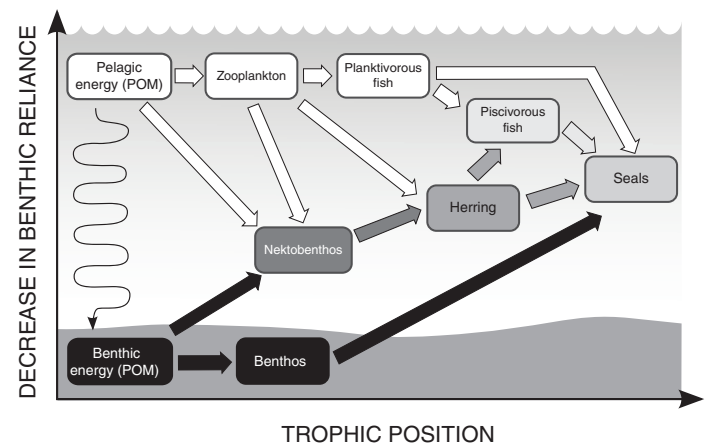 DECREASE IN BENTHIC RELIANCE
Pelagic
energy (POM)
Zooplankton
Planktivorous
fish
Piscivorous
fish
Seals
Herring
Nektobenthos
Benthic
energy (POM)
Benthos
TROPHIC POSITION